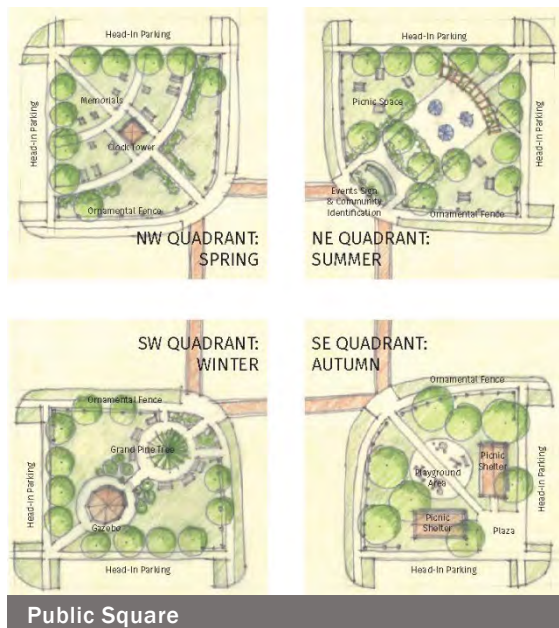 Head-In Parking
Head-In Parking
Memorials
Clock Tower
Ornamental Fence
NW QUADRANT:
SPRING
Head-In Parking
Picnic Space
Head-In Parking
Events Sign
& Community
Identification
Ornamental Fence
NE QUADRANT:
SUMMER
SW QUADRANT:
WINTER
Ornamental Fence
Grand Pine Tree
Head-In Parking
Gazebo
Head-In Parking
SE QUADRANT:
AUTUMN
Ornamental Fence
Playground
Area
Picnic
Shelter
Head-In Parking
Picnic
Shelter
Plaza
Head-In Parking
Public Square